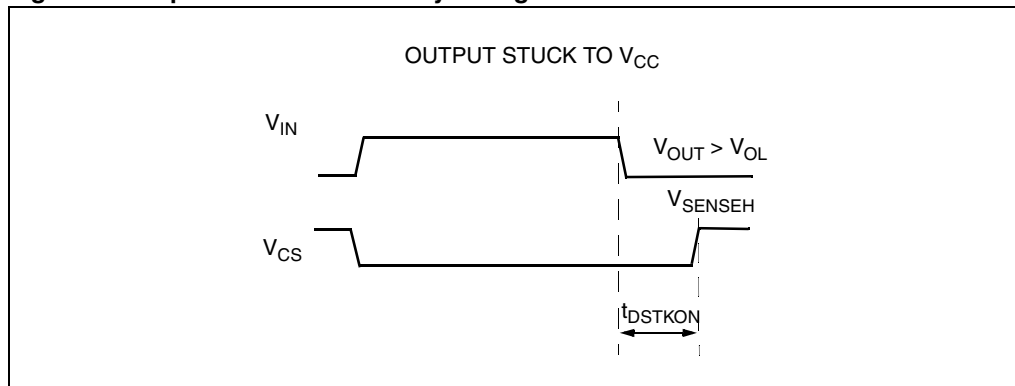 OUTPUT STUCK TO VCC
VIN
VOUT > VOL
VSENSEH
VCS
tDSTKON